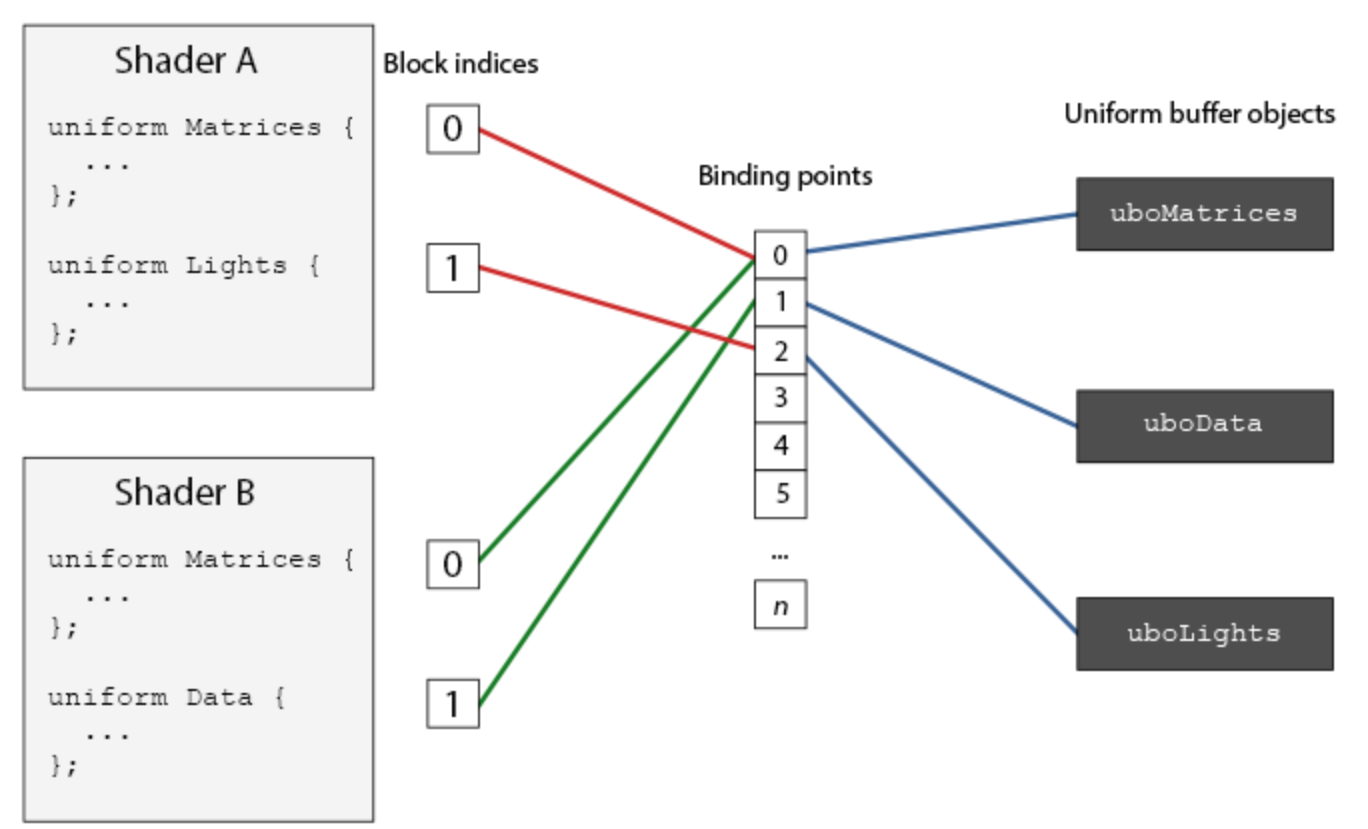 Shader A
uniform Matrices {
...
};
uniform Lights {
...
};
Shader B
uniform Matrices {
...
};
uniform Data {
...
};
Block indices
0
1
0
1
Binding points
0
1
2
3
4
5
...
n
Uniform buffer objects
uboMatrices
uboData
uboLights